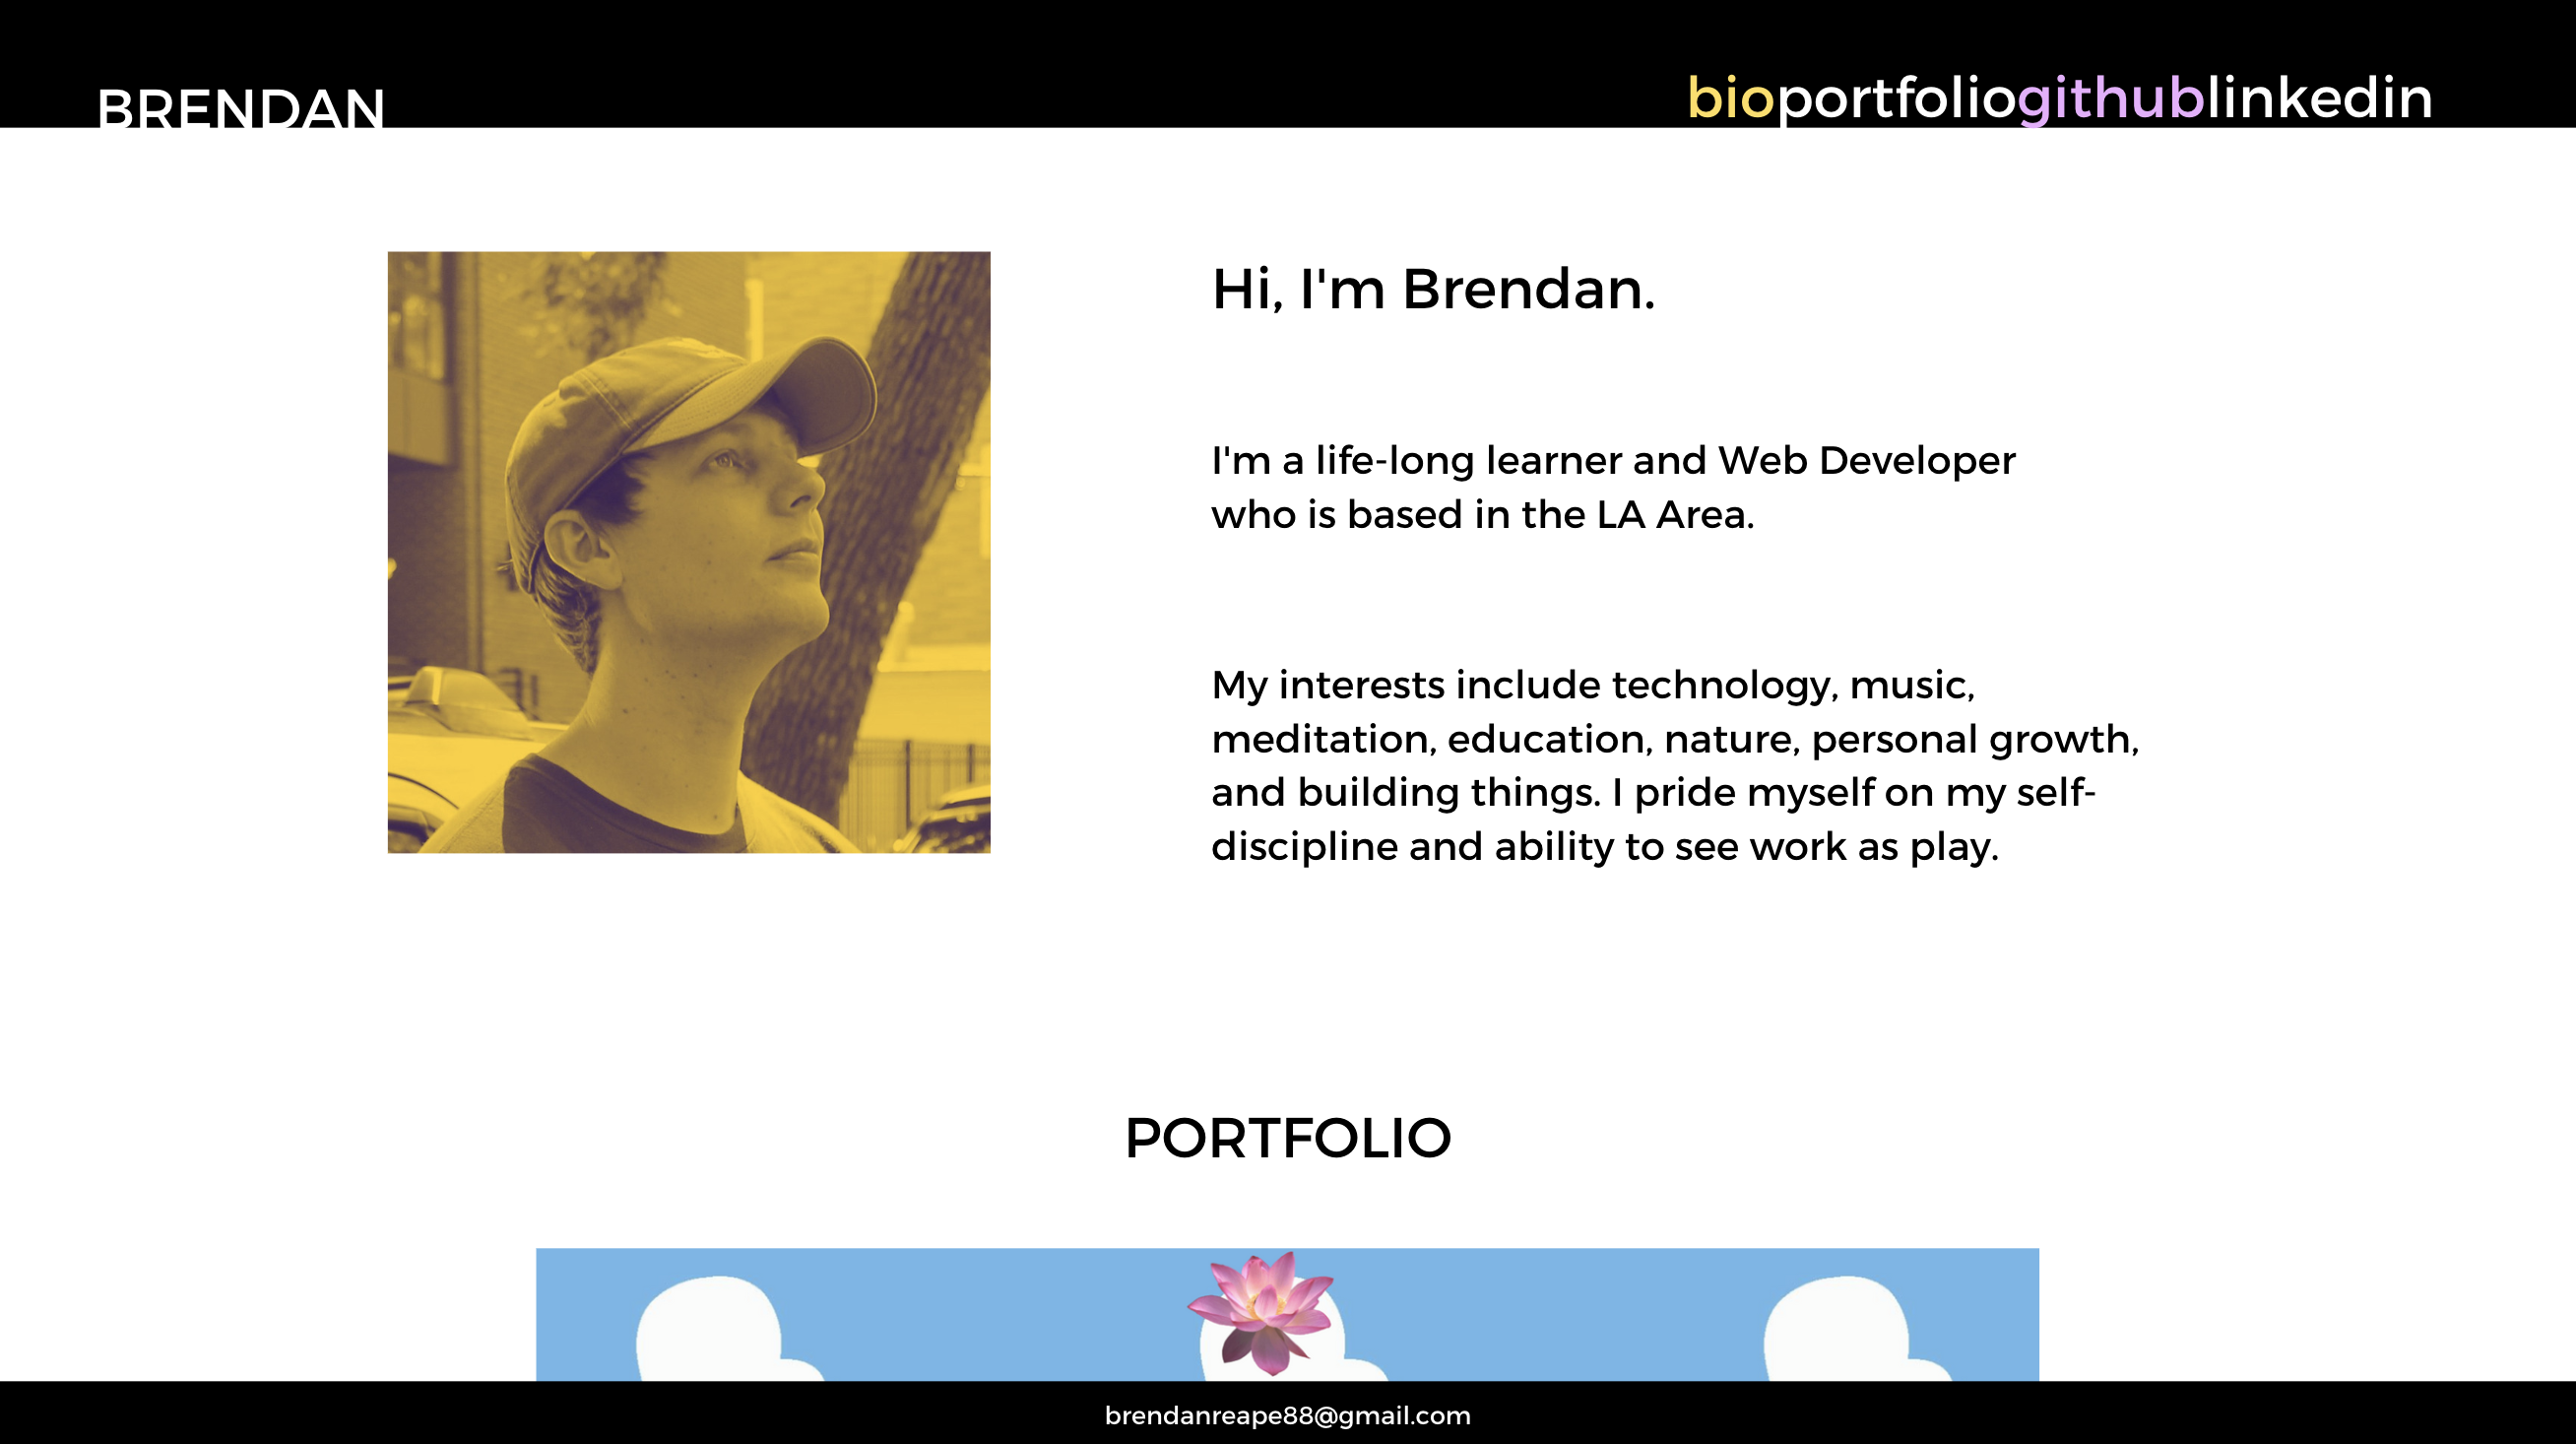 BRENDAN
bioportfoliogithublinkedin
Hi, I'm Brendan.
I'm a life-long learner and Web Developer
who is based in the LA Area.
My interests include technology, music,
meditation, education, nature, personal growth,
and building things. I pride myself on my self-
discipline and ability to see work as play.
PORTFOLIO
brendanreape88@gmail.com